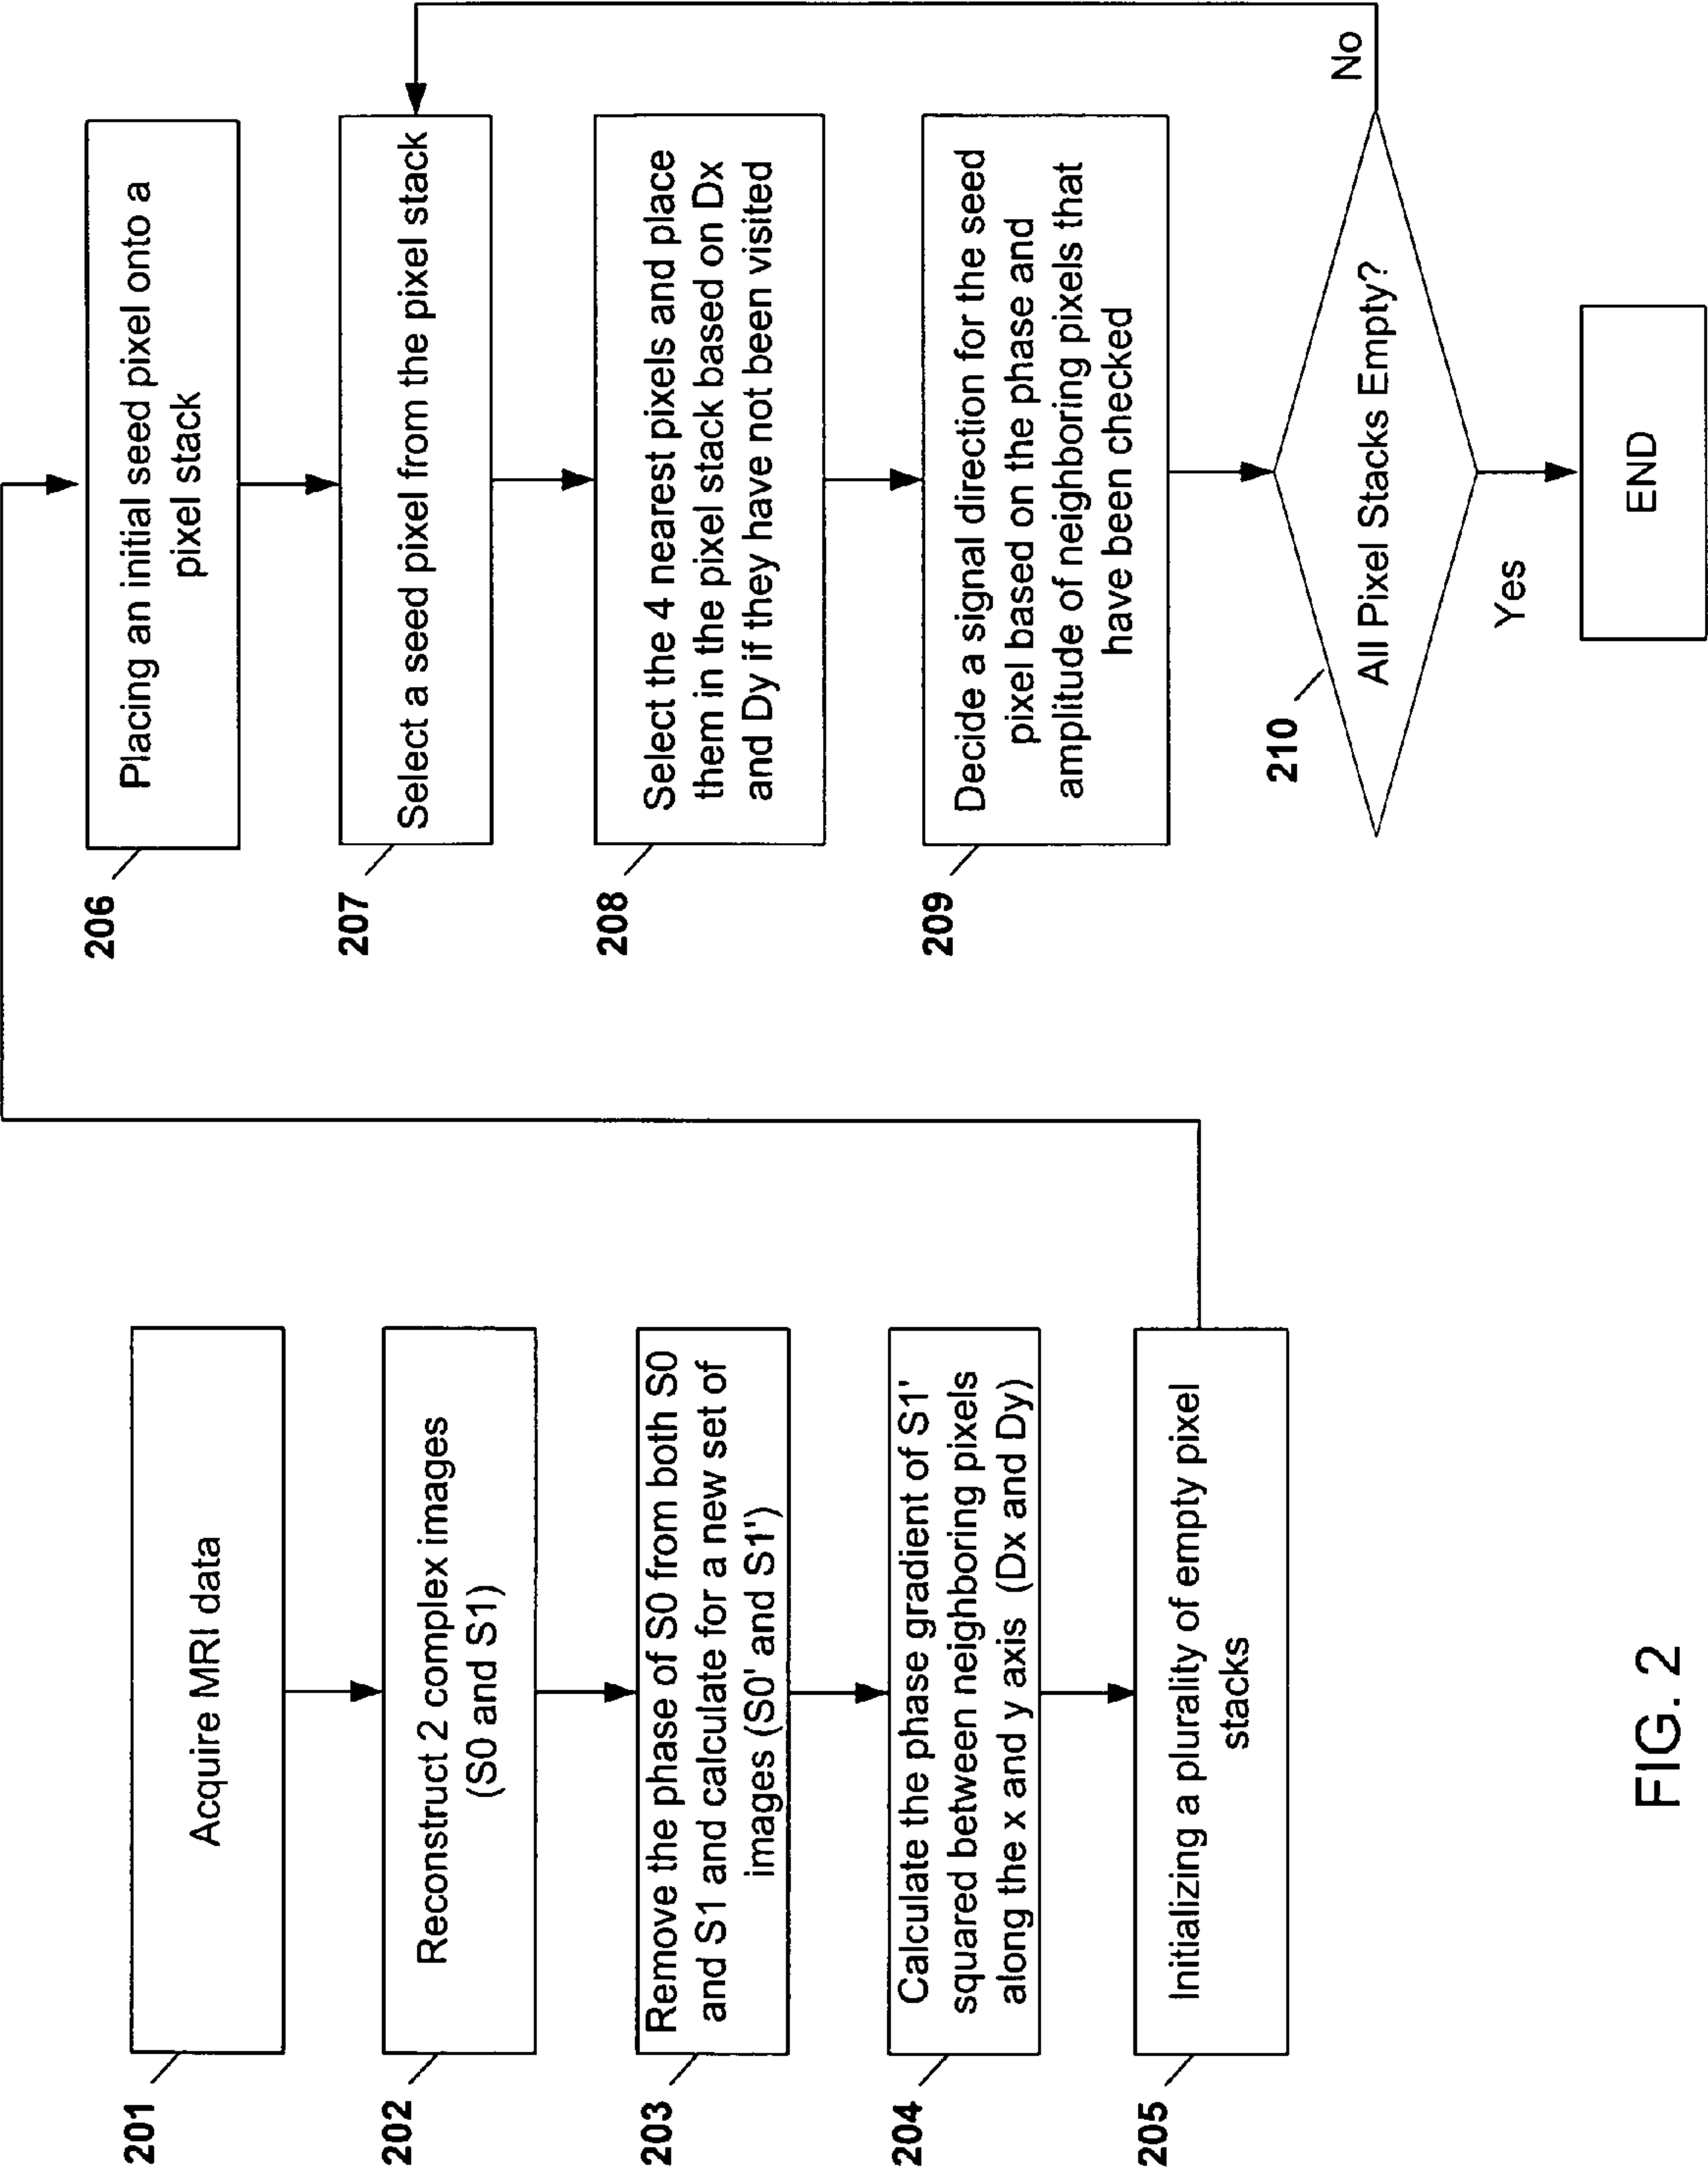 201
Acquire MRI data
202
Reconstruct 2 complex images
(S0 and S1)
203
Remove the phase of S0 from both S0
and S1 and calculate for a new set of
images (S0' and S1')
204
Calculate the phase gradient of S1'
squared between neighboring pixels
along the x and y axis (Dx and Dy)
205
Initializing a plurality of empty pixel
stacks
206
Placing an initial seed pixel onto a
pixel stack
207
Select a seed pixel from the pixel stack
208
Select the 4 nearest pixels and place
them in the pixel stack based on Dx
and Dy if they have not been visited
209
Decide a signal direction for the seed
pixel based on the phase and
amplitude of neighboring pixels that
have been checked
210
All Pixel Stacks Empty?
No
Yes
END
FIG. 2